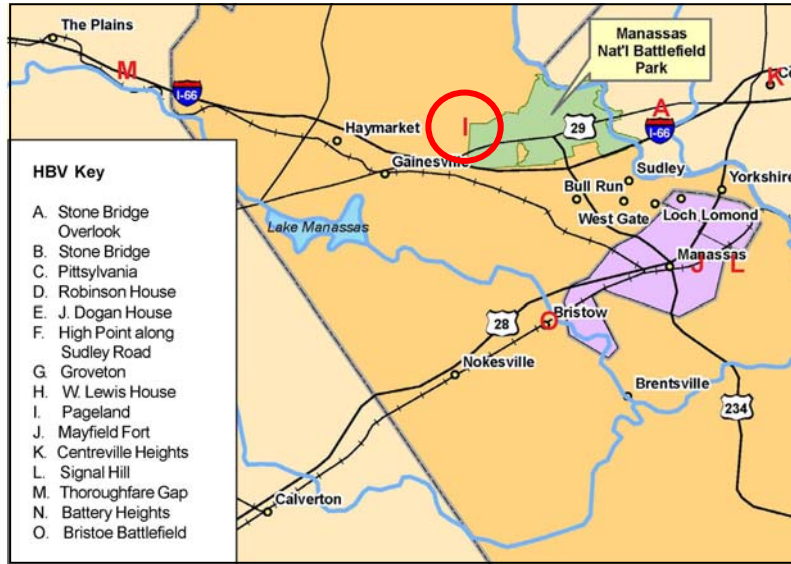 The Plains
M
I-66
Haymarket
Gainesville
I
Manassas
Nat'l Battlefield
Park
29
A
I-66
K
Sudley
Bull Run
Yorkshire
West Gate
Loch Lomond
Lake Manassas
Manassas
J
L
28
O
Bristow
Nokesville
Brentsville
234
Calverton
HBV Key
A. Stone Bridge
Overlook
B. Stone Bridge
C. Pittsylvania
D. Robinson House
E. J. Dogan House
F. High Point along
Sudley Road
G. Groveton
H. W. Lewis House
I. Pageland
J. Mayfield Fort
K. Centreville Heights
L. Signal Hill
M. Thoroughfare Gap
N. Battery Heights
O. Bristoe Battlefield